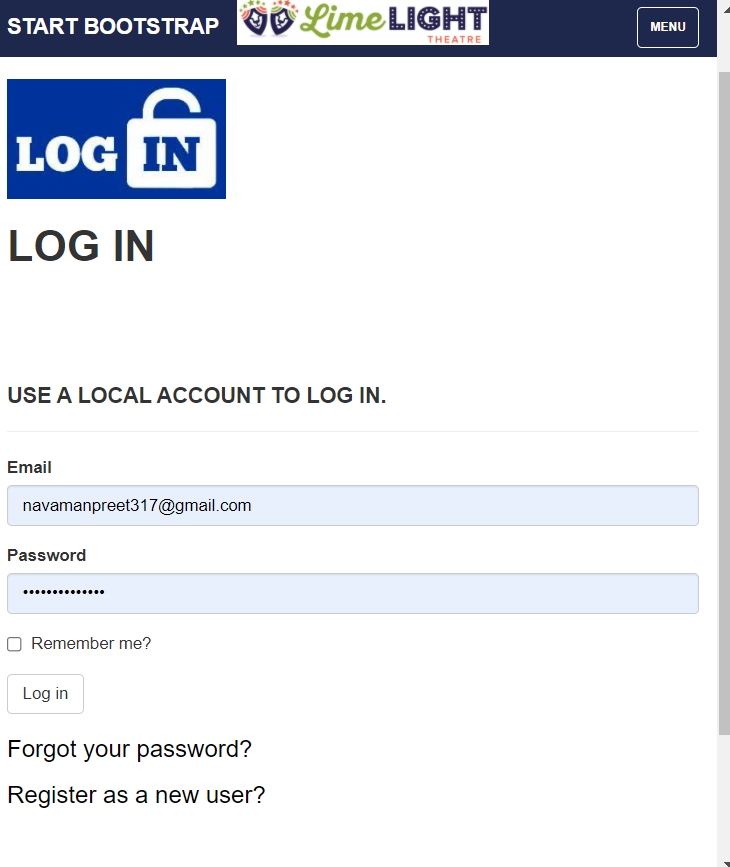 START BOOTSTRAP
Lime LIGHT
THEATRE
MENU
LOG IN
LOG IN
USE A LOCAL ACCOUNT TO LOG IN.
Email
navamanpreet317@gmail.com
Password
••••••••••••••
Remember me?
Log in
Forgot your password?
Register as a new user?